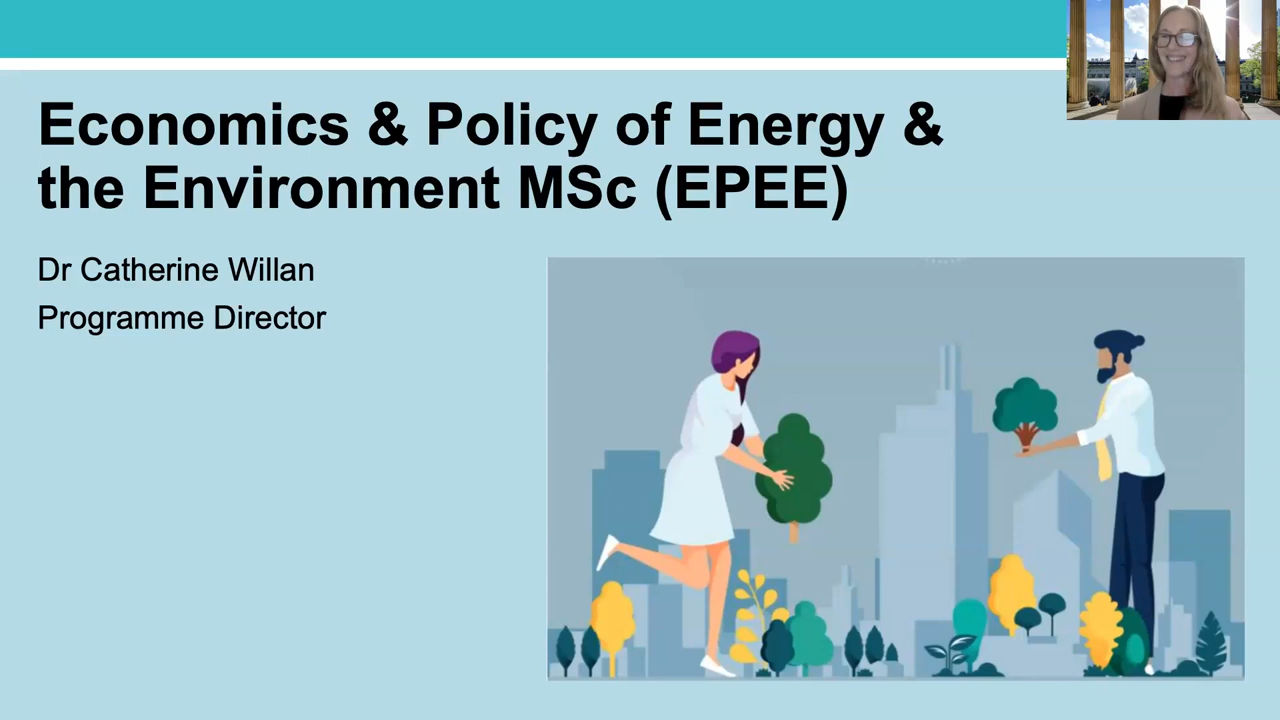 Economics & Policy of Energy &
the Environment MSc (EPEE)
Dr Catherine Willan
Programme Director